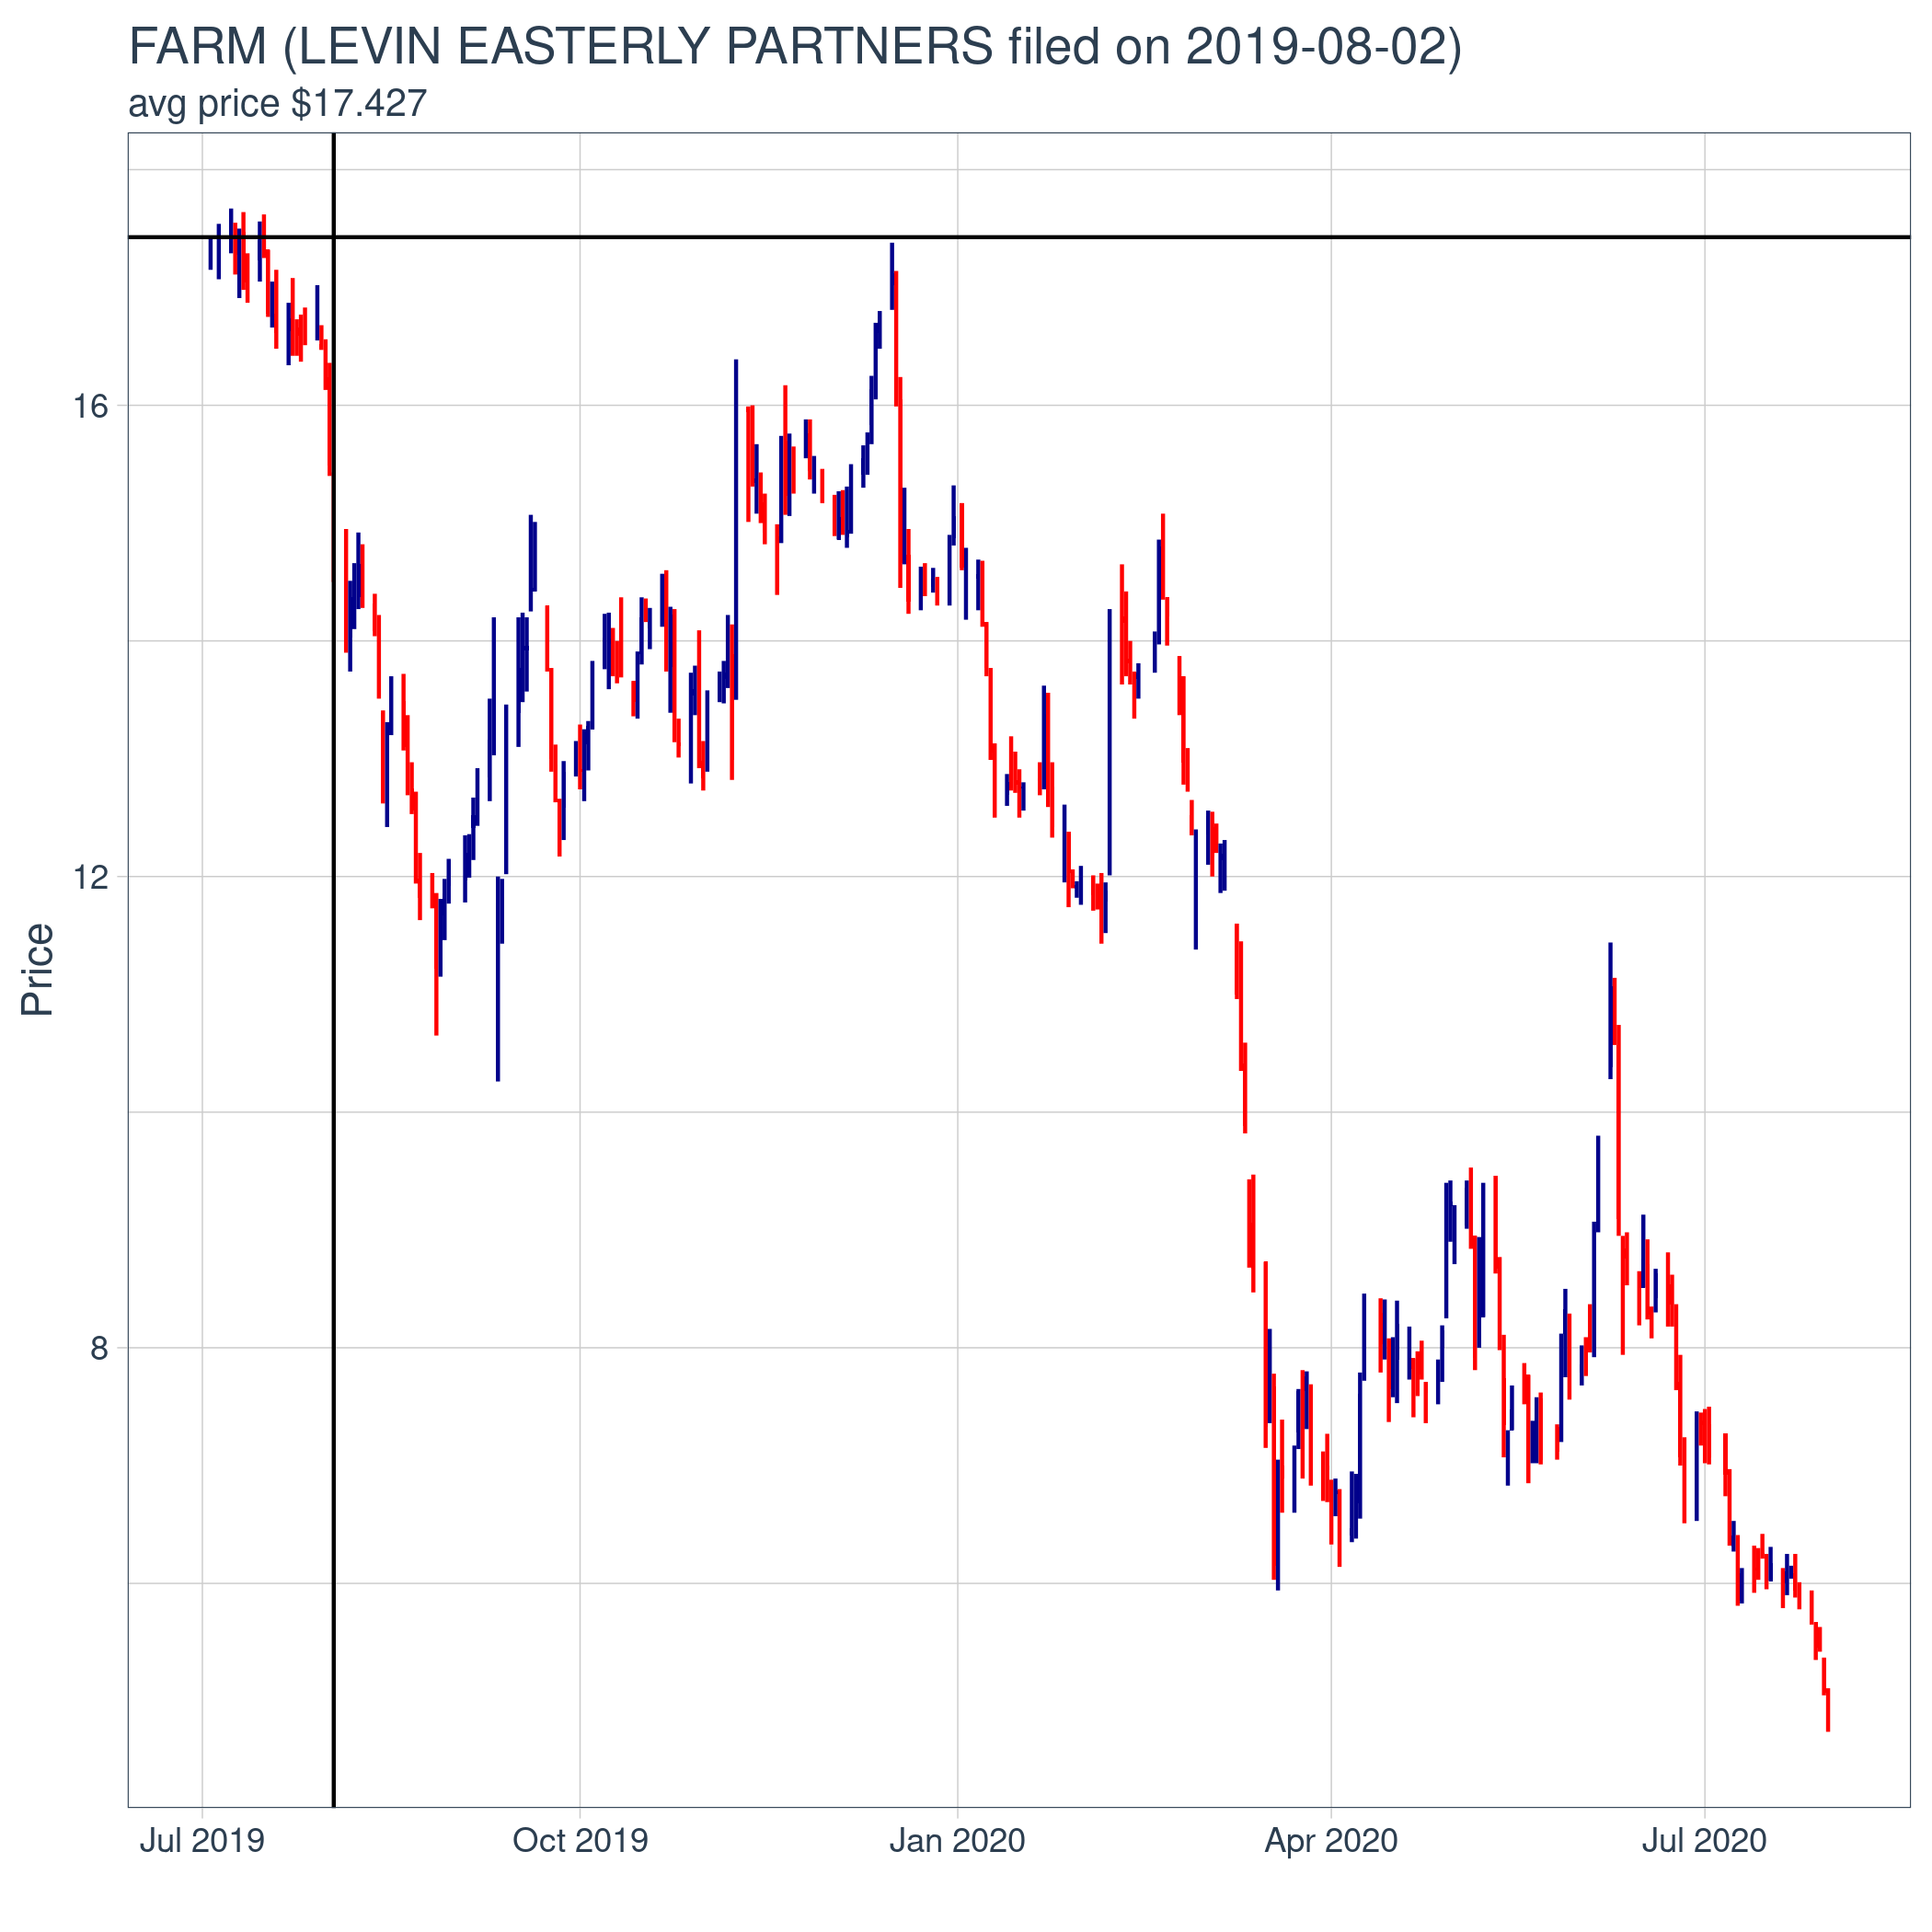 FARM (LEVIN EASTERLY PARTNERS filed on 2019-08-02)
avg price $17.427
16
12
8
Price
Jul 2019
Oct 2019
Jan 2020
Apr 2020
Jul 2020